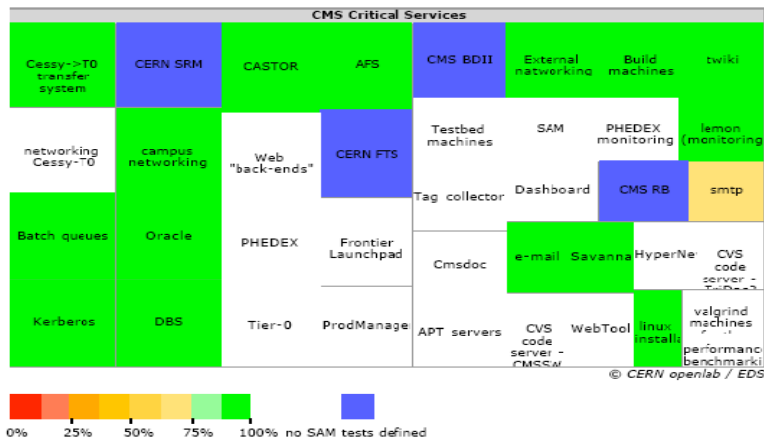 CMS Critical Services
Cessy->T0
transfer
system
CERN SRM
CASTOR
AFS
CMS BDII
External
networking
Build
machines
twiki
networking
Cessy-T0
campus
networking
Web
"back-ends"
CERN FTS
Testbed
machines
SAM
PHEDEX
monitoring
lemon
(monitoring)
Tag collector
Dashboard
CMS RB
smtp
Batch queues
Oracle
PHEDEX
Frontier
Launchpad
Cmsdoc
e-mail
Savanna
HyperNe
CVS
code
server -
Kerberos
DBS
Tier-0
ProdManage
APT servers
CVS
code
server -
CMSSW
WebTool
linux
install
valgrind
machines
performanc
benchmarki
© CERN openlab / EDS
0%
25%
50%
75%
100%
no SAM tests defined